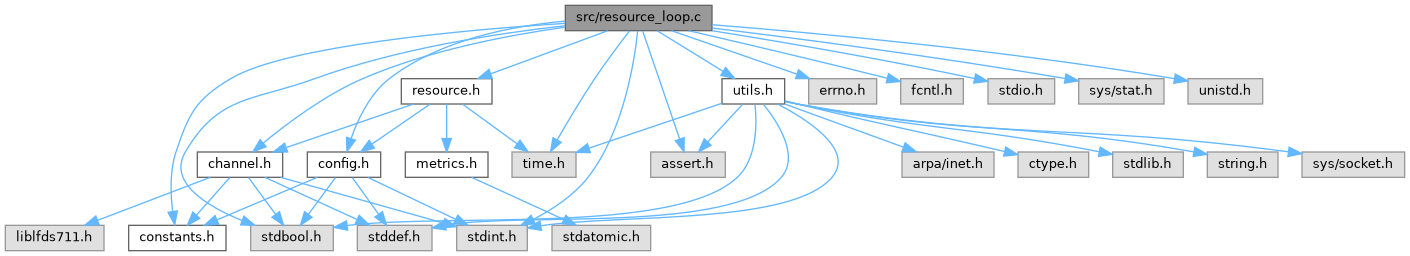 src/resource_loop.c
resource.h
utils.h
errno.h
fcntl.h
stdio.h
sys/stat.h
unistd.h
channel.h
config.h
metrics.h
time.h
assert.h
arpa/inet.h
ctype.h
stdlib.h
string.h
sys/socket.h
liblfds711.h
constants.h
stdbool.h
stddef.h
stdint.h
stdatomic.h